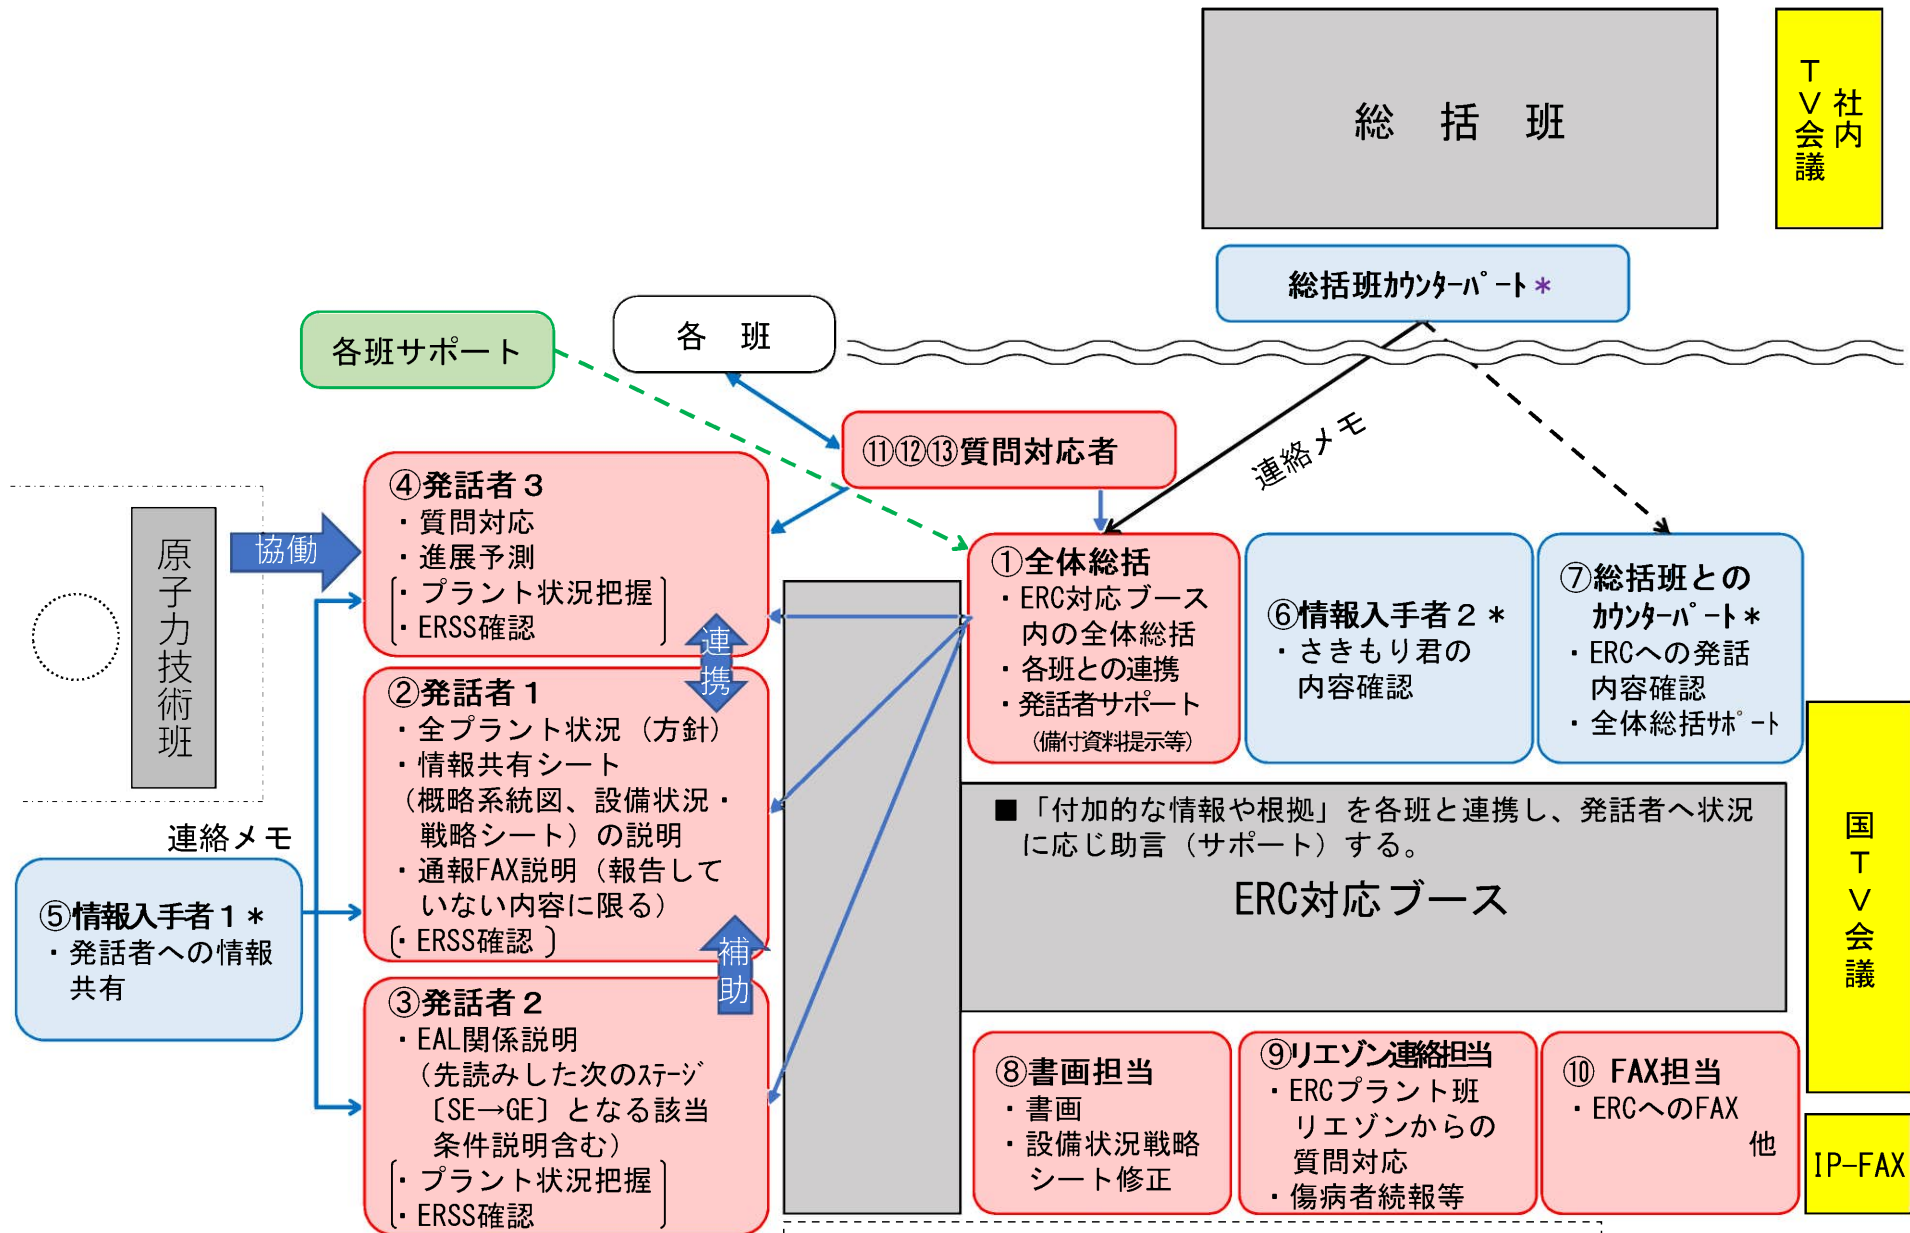 総　括　班
社内
TV会議
総括班ｶｳﾝﾀｰﾊﾟｰﾄ＊
各班サポート
各　班
⑪⑫⑬質問対応者
連絡メモ
原子力技術班
協働
④発話者３
・質問対応
・進展予測
・プラント状況把握
・ERSS確認
連携
②発話者１
・全プラント状況（方針）
・情報共有シート
（概略系統図、設備状況・
戦略シート）の説明
・通報FAX説明（報告して
いない内容に限る）
〔・ERSS確認 〕
補助
③発話者２
・EAL関係説明
（先読みした次のｽﾃｰｼﾞ
〔SE→GE〕となる該当
条件説明含む）
・プラント状況把握
・ERSS確認
連絡メモ
⑤情報入手者１＊
・発話者への情報
共有
①全体総括
・ERC対応ブース
内の全体総括
・各班との連携
・発話者サポート
（備付資料提示等）
⑥情報入手者２＊
・さきもり君の
内容確認
⑦総括班との
ｶｳﾝﾀｰﾊﾟｰﾄ＊
・ERCへの発話
内容確認
・全体総括ｻﾎﾟｰﾄ
■「付加的な情報や根拠」を各班と連携し、発話者へ状況
に応じ助言（サポート）する。
ERC対応ブース
国TV会議
⑧書画担当
・書画
・設備状況戦略
シート修正
⑨リエゾン連絡担当
・ERCプラント班
リエゾンからの
質問対応
・傷病者続報等
⑩ FAX担当
・ERCへのFAX
他
IP-FAX